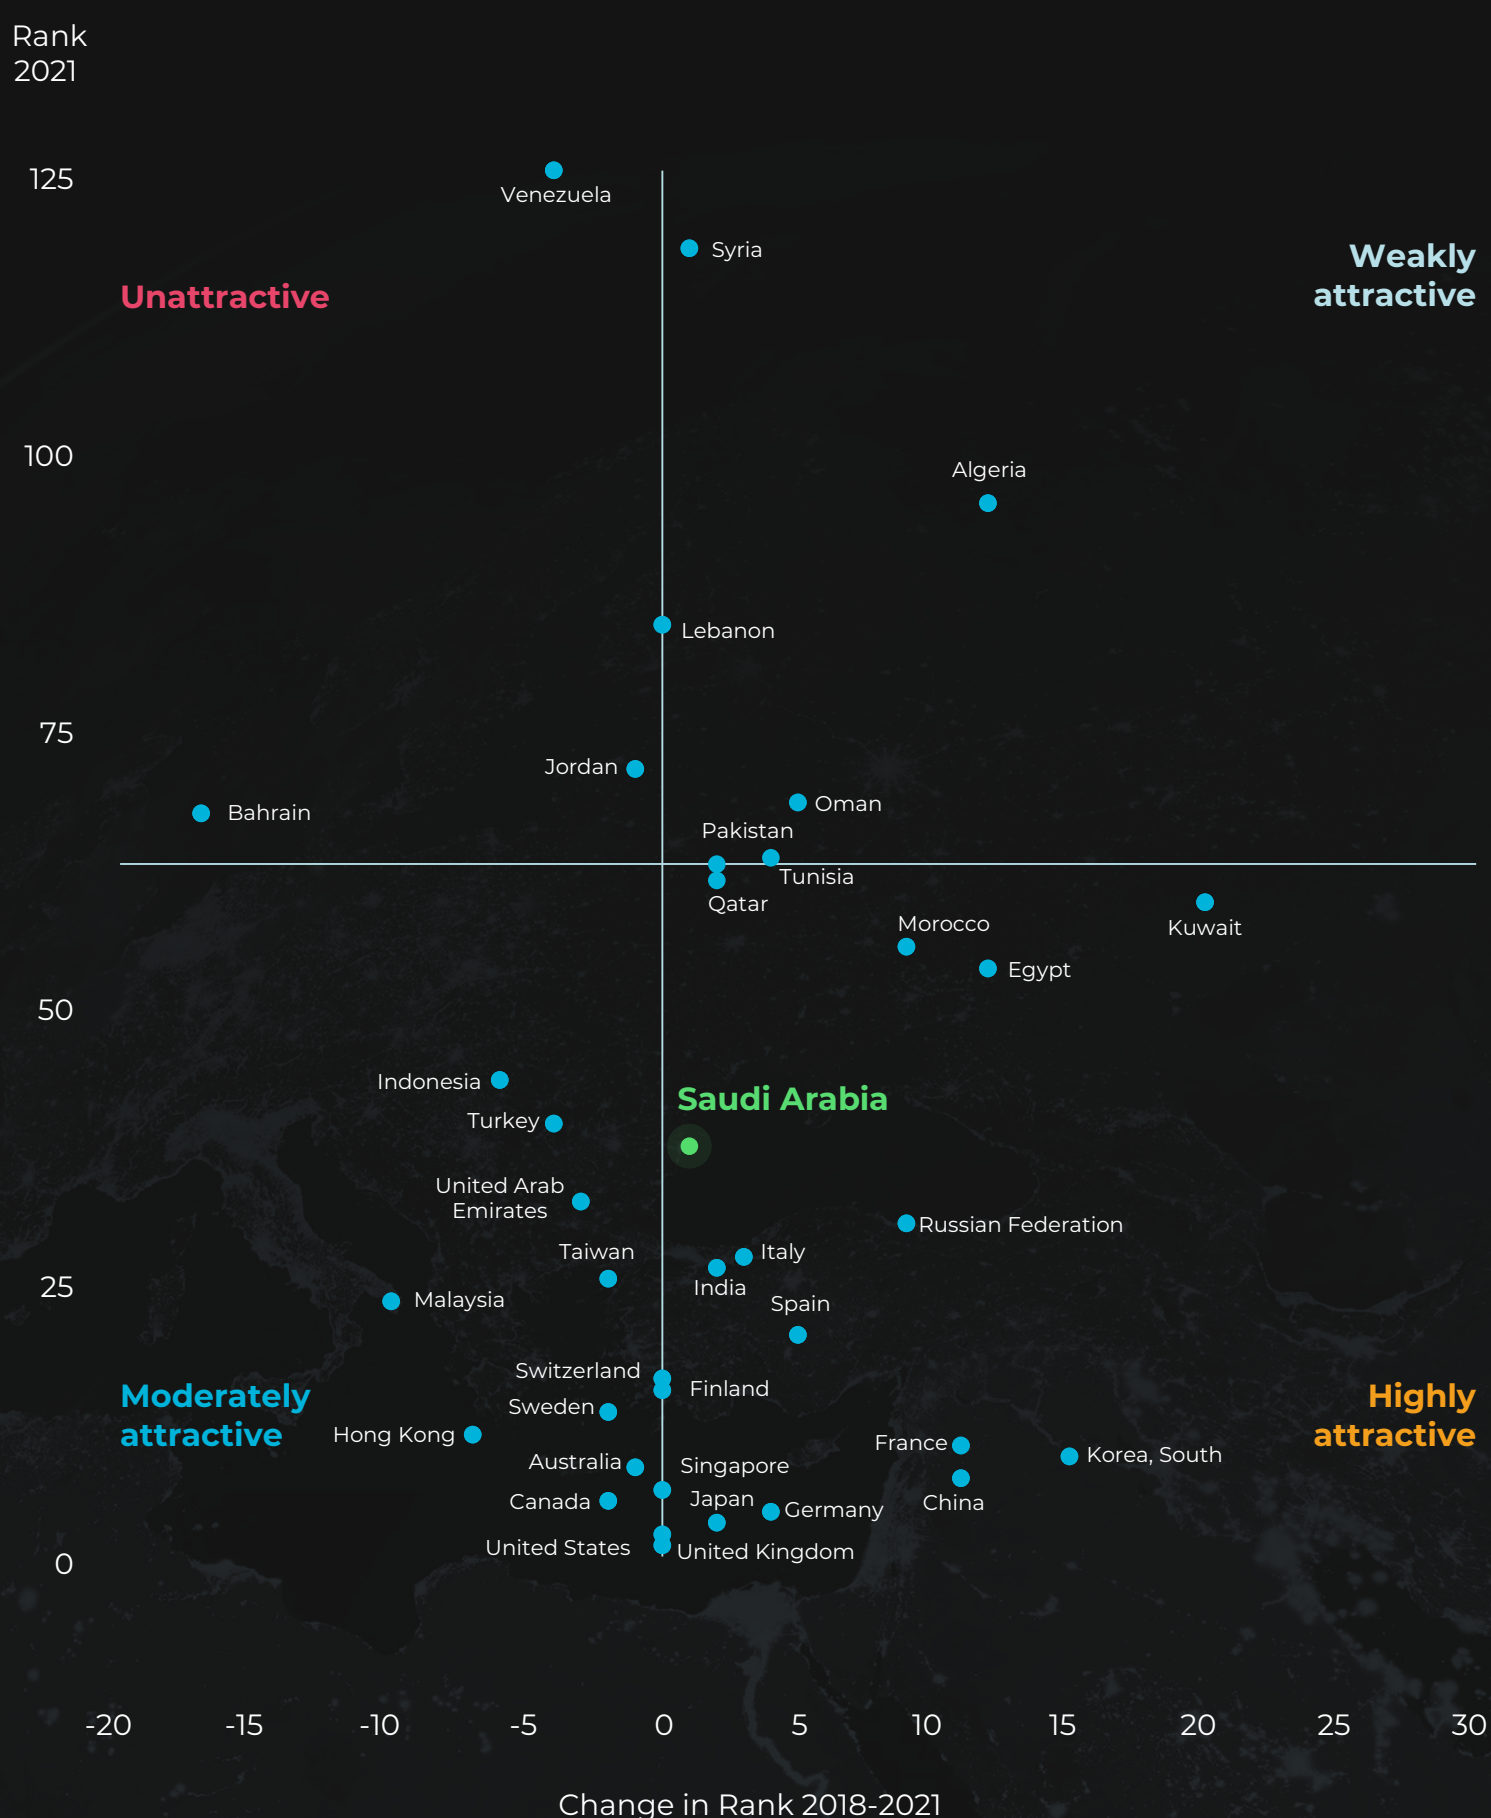 Rank
2021
125
Venezuela
Syria
Weakly
attractive
Unattractive
100
Algeria
Lebanon
75
Jordan
Oman
Bahrain
Pakistan
Tunisia
Qatar
Morocco
Kuwait
Egypt
50
Indonesia
Saudi Arabia
Turkey
United Arab
Emirates
Russian Federation
Taiwan
Italy
25
India
Malaysia
Spain
Switzerland
Finland
Moderately
attractive
Highly
attractive
Sweden
Hong Kong
France
Korea, South
Australia
Singapore
Canada
Japan
Germany
China
United States
United Kingdom
0
-20 -15 -10 -5 0 5 10 15 20 25 30
Change in Rank 2018-2021